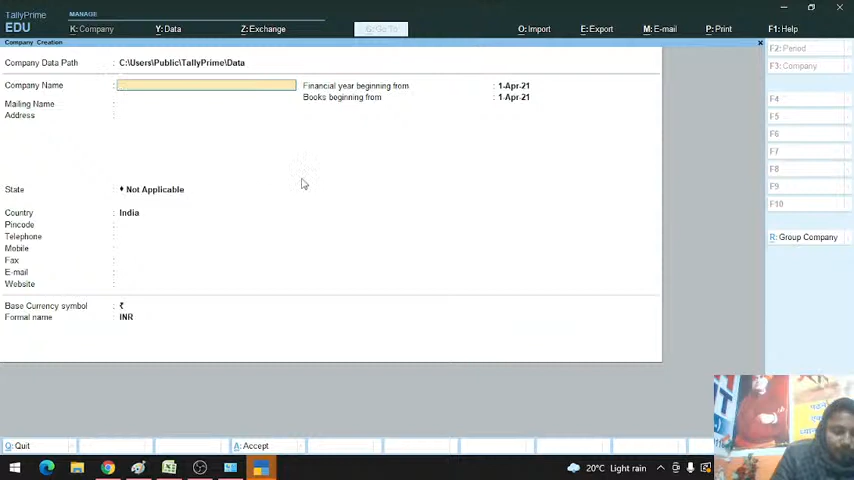 TallyPrime
EDU
MANAGE
K: Company
Y: Data
Z: Exchange
G: Go To
O: Import
E: Export
M: E-mail
P: Print
F1: Help
Company Creation
Company Data Path : C:\Users\Public\TallyPrime\Data
Company Name :
Financial year beginning from : 1-Apr-21
Books beginning from : 1-Apr-21
Mailing Name :
Address :
State : ♦ Not Applicable
Country : India
Pincode :
Telephone :
Mobile :
Fax :
E-mail :
Website :
Base Currency symbol : ₹
Formal name : INR
F2: Period
F3: Company
F4
F5
F6
F7
F8
F9
F10
R: Group Company
Q: Quit
A: Accept
20°C Light rain